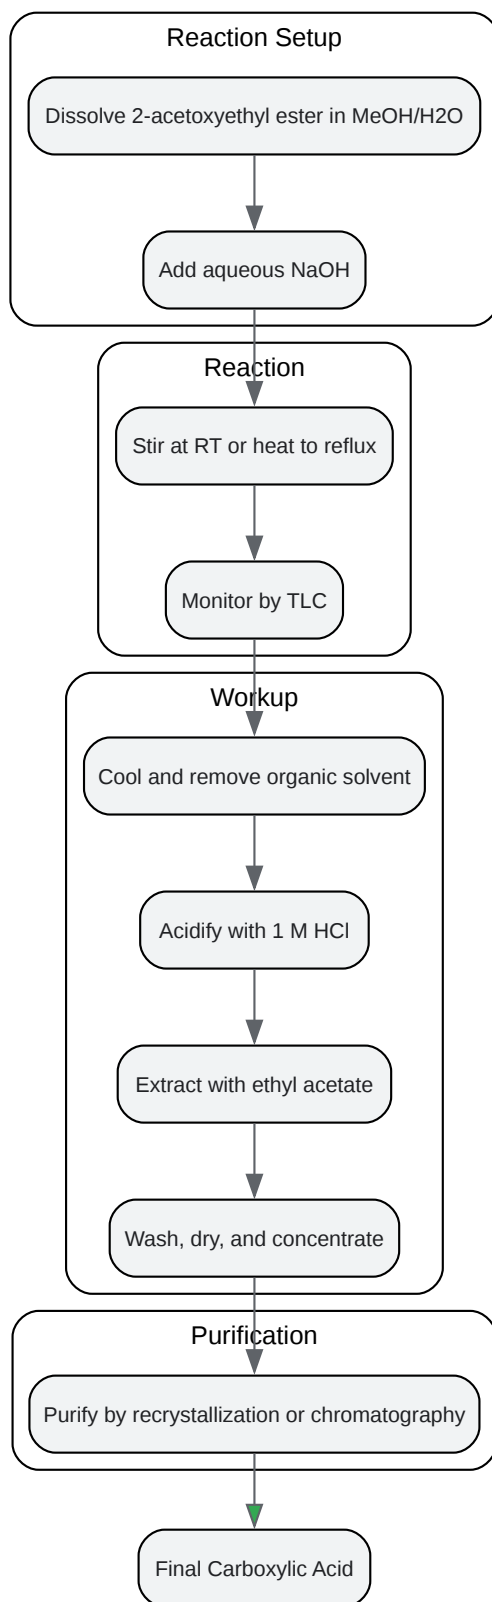 Reaction Setup
Dissolve 2-acetoxyethyl ester in MeOH/H2O
Add aqueous NaOH
Reaction
Stir at RT or heat to reflux
Monitor by TLC
Workup
Cool and remove organic solvent
Acidify with 1 M HCl
Extract with ethyl acetate
Wash, dry, and concentrate
Purification
Purify by recrystallization or chromatography
Final Carboxylic Acid